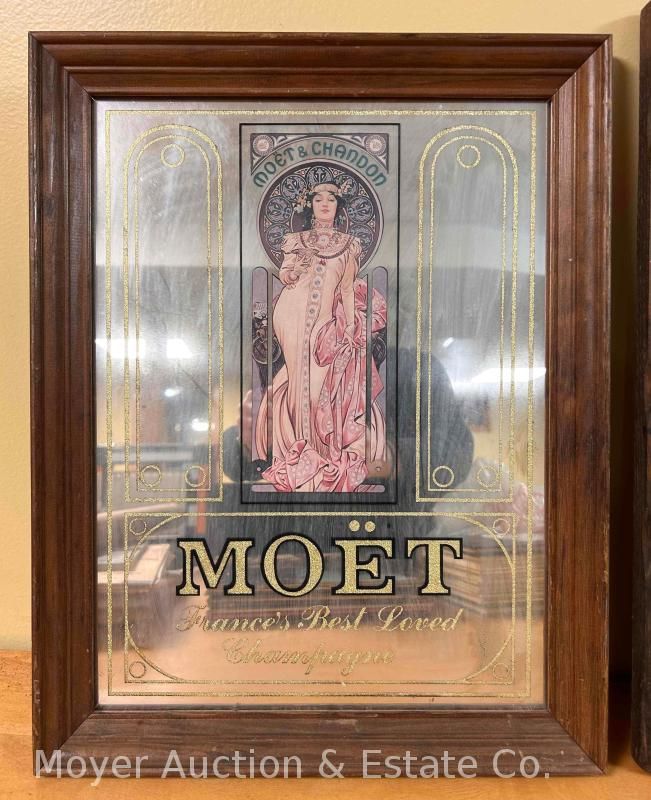 MOËT & CHANDON
MOËT
France's Best Loved
Champagne
Moyer Auction & Estate Co.